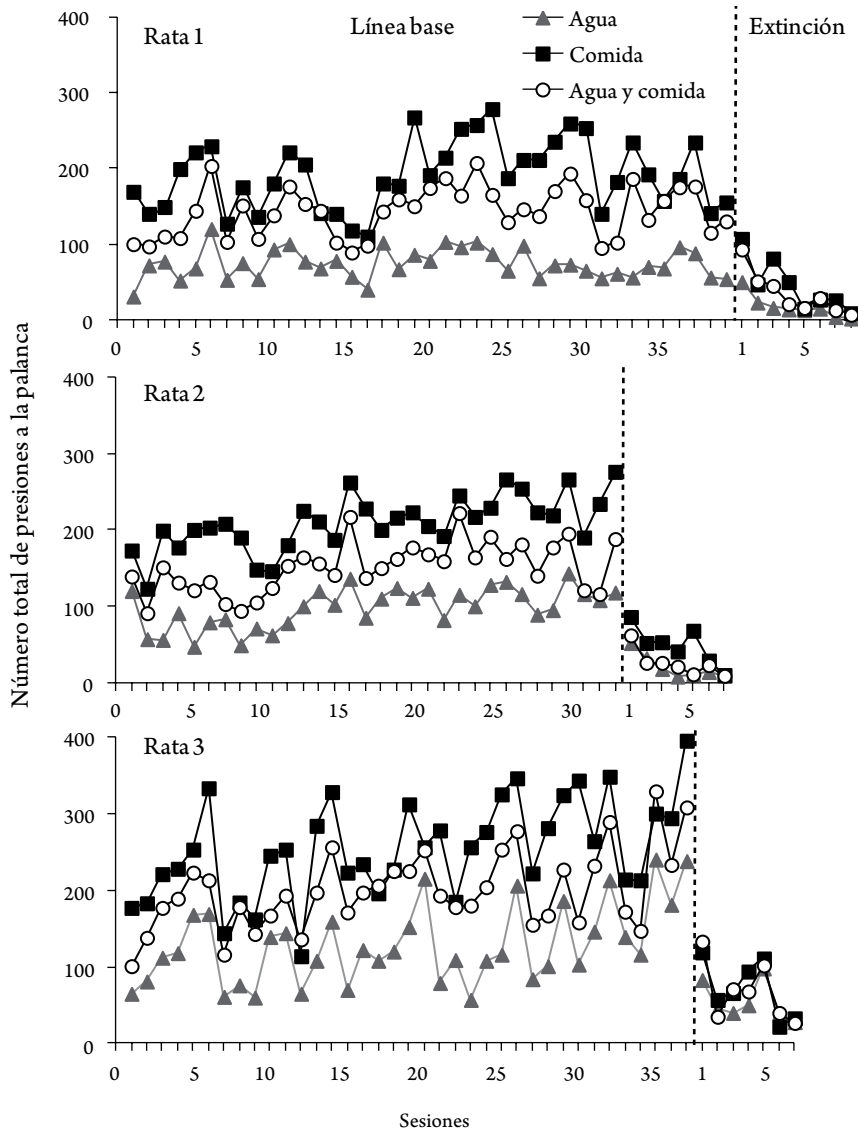 Número total de presiones a la palanca
400
300
200
100
0
Rata 1
Línea base
Extinción
Agua
Comida
Agua y comida
0 5 10 15 20 25 30 35 1 5
400
300
200
100
0
Rata 2
0 5 10 15 20 25 30 1 5
400
300
200
100
0
Rata 3
0 5 10 15 20 25 30 35 1 5
Sesiones